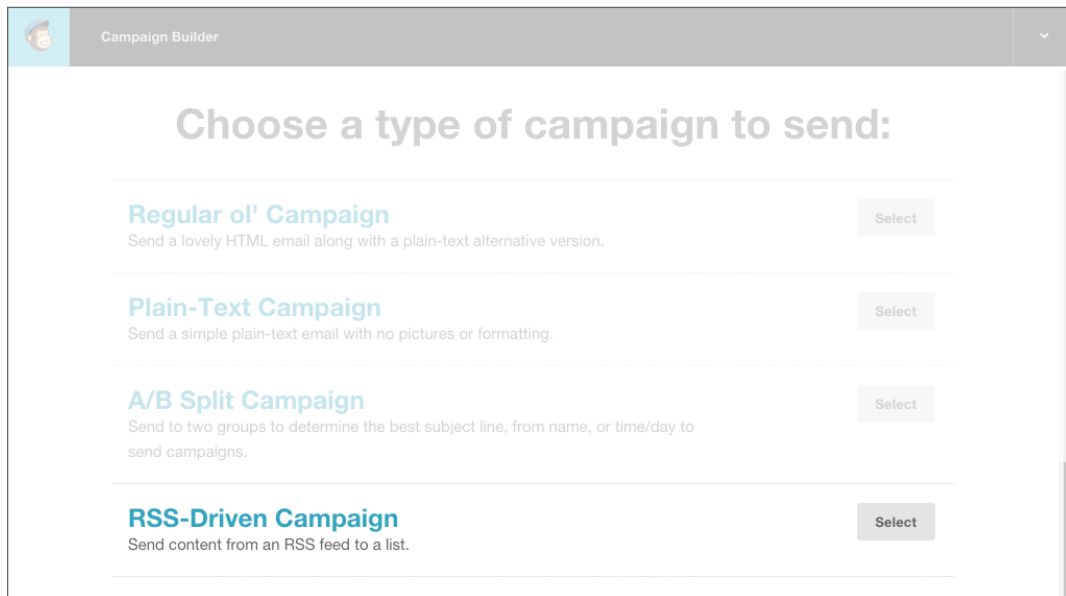 Campaign Builder
Choose a type of campaign to send:
Regular ol’ Campaign
Select
Send a lovely HTML email along with a plain-text alternative version.
Plain-Text Campaign
Select
Send a simple plain-text email with no pictures or formatting.
A/B Split Campaign
Select
Send to two groups to determine the best subject line, from name, or time/day to
send campaigns.
RSS-Driven Campaign
Select
Send content from an RSS feed to a list.